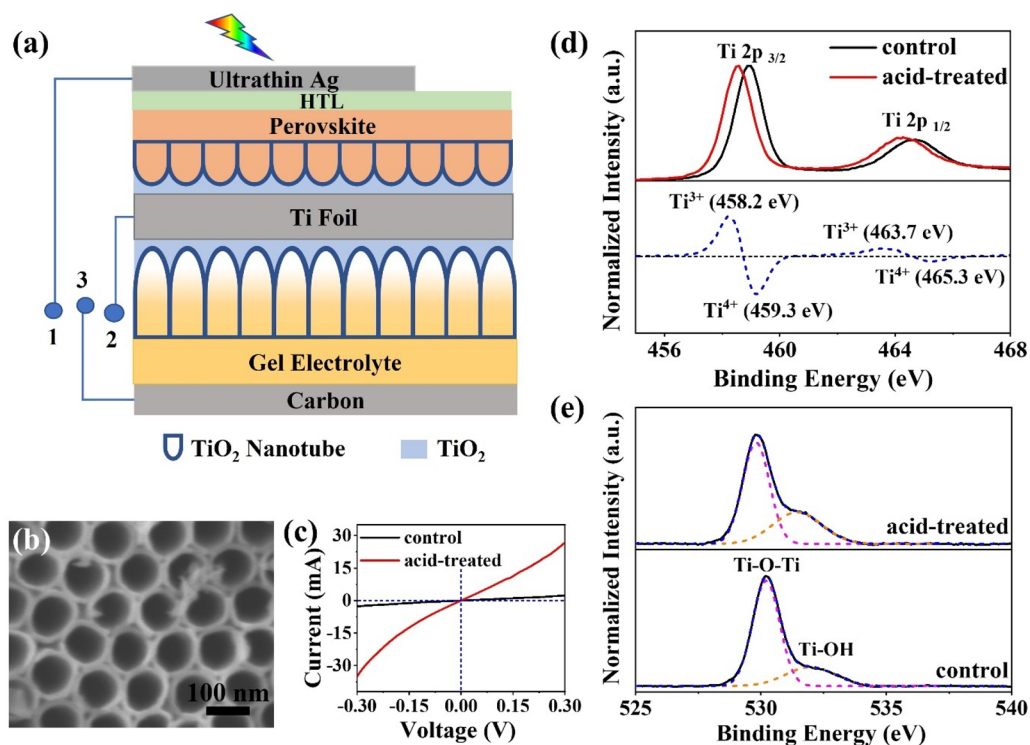 (a)
Ultrathin Ag
HTL
Perovskite
Ti Foil
1
3
2
Gel Electrolyte
Carbon
TiO2 Nanotube
TiO2
(b)
100 nm
(c)
control
acid-treated
Current (mA)
30
15
0
-15
-30
-0.30 -0.15 0.00 0.15 0.30
Voltage (V)
(d)
control
acid-treated
Ti 2p 3/2
Ti 2p 1/2
Ti3+ (458.2 eV)
Ti3+ (463.7 eV)
Ti4+ (459.3 eV)
Ti4+ (465.3 eV)
Normalized Intensity (a.u.)
456 460 464 468
Binding Energy (eV)
(e)
acid-treated
Ti-O-Ti
Ti-OH
control
Normalized Intensity (a.u.)
525 530 535 540
Binding Energy (eV)